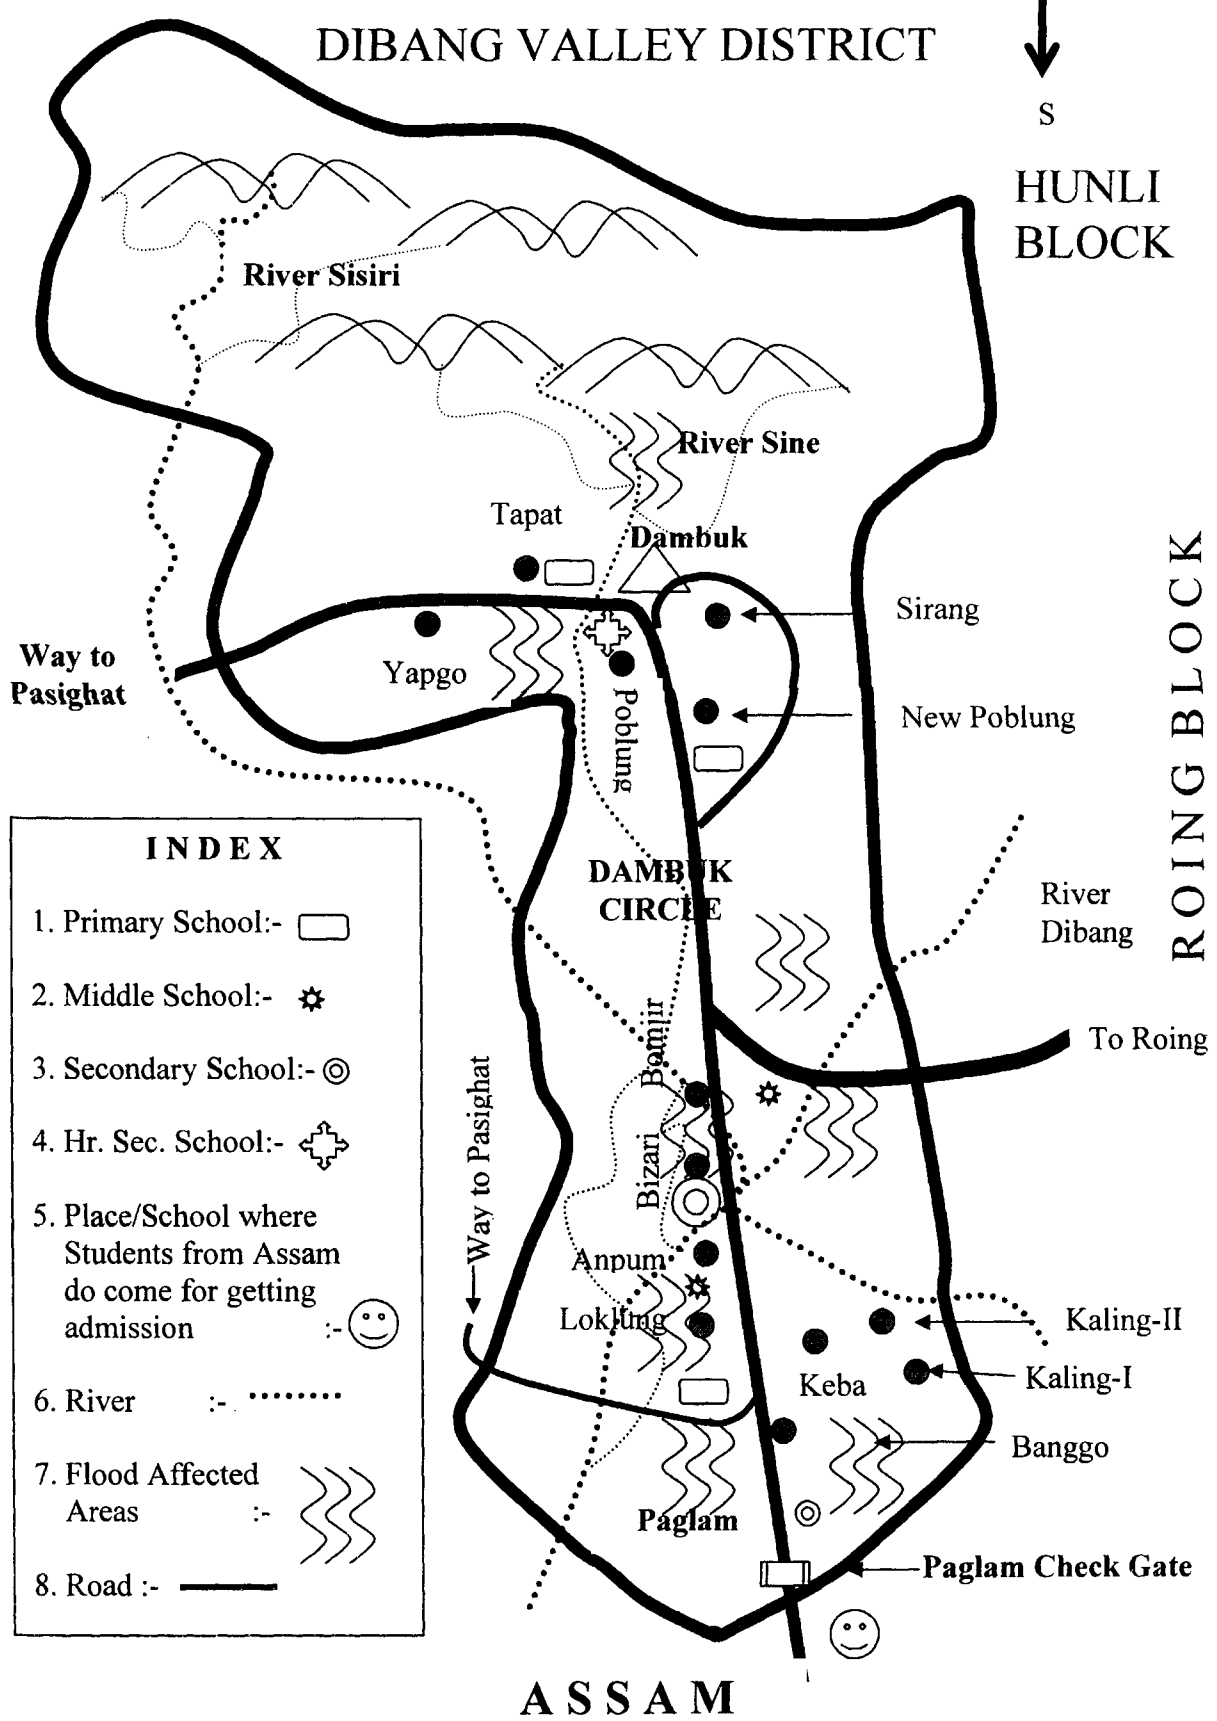 DIBANG VALLEY DISTRICT
S
HUNLI
BLOCK
River Sisiri
River Sine
Tapat
Dambuk
Sirang
Way to
Pasighat
Yapgo
Poblung
New Poblung
ROING BLOCK
DAMBUK
CIRCLE
River
Dibang
Bomjir
To Roing
Way to Pasighat
Bizari
Anpum
Loklung
Kaling-II
Keba
Kaling-I
Banggo
Paglam
Paglam Check Gate
ASSAM
INDEX
1. Primary School:-
2. Middle School:-
3. Secondary School:-
4. Hr. Sec. School:-
5. Place/School where
Students from Assam
do come for getting
admission :-
6. River :-
7. Flood Affected
Areas :-
8. Road :-